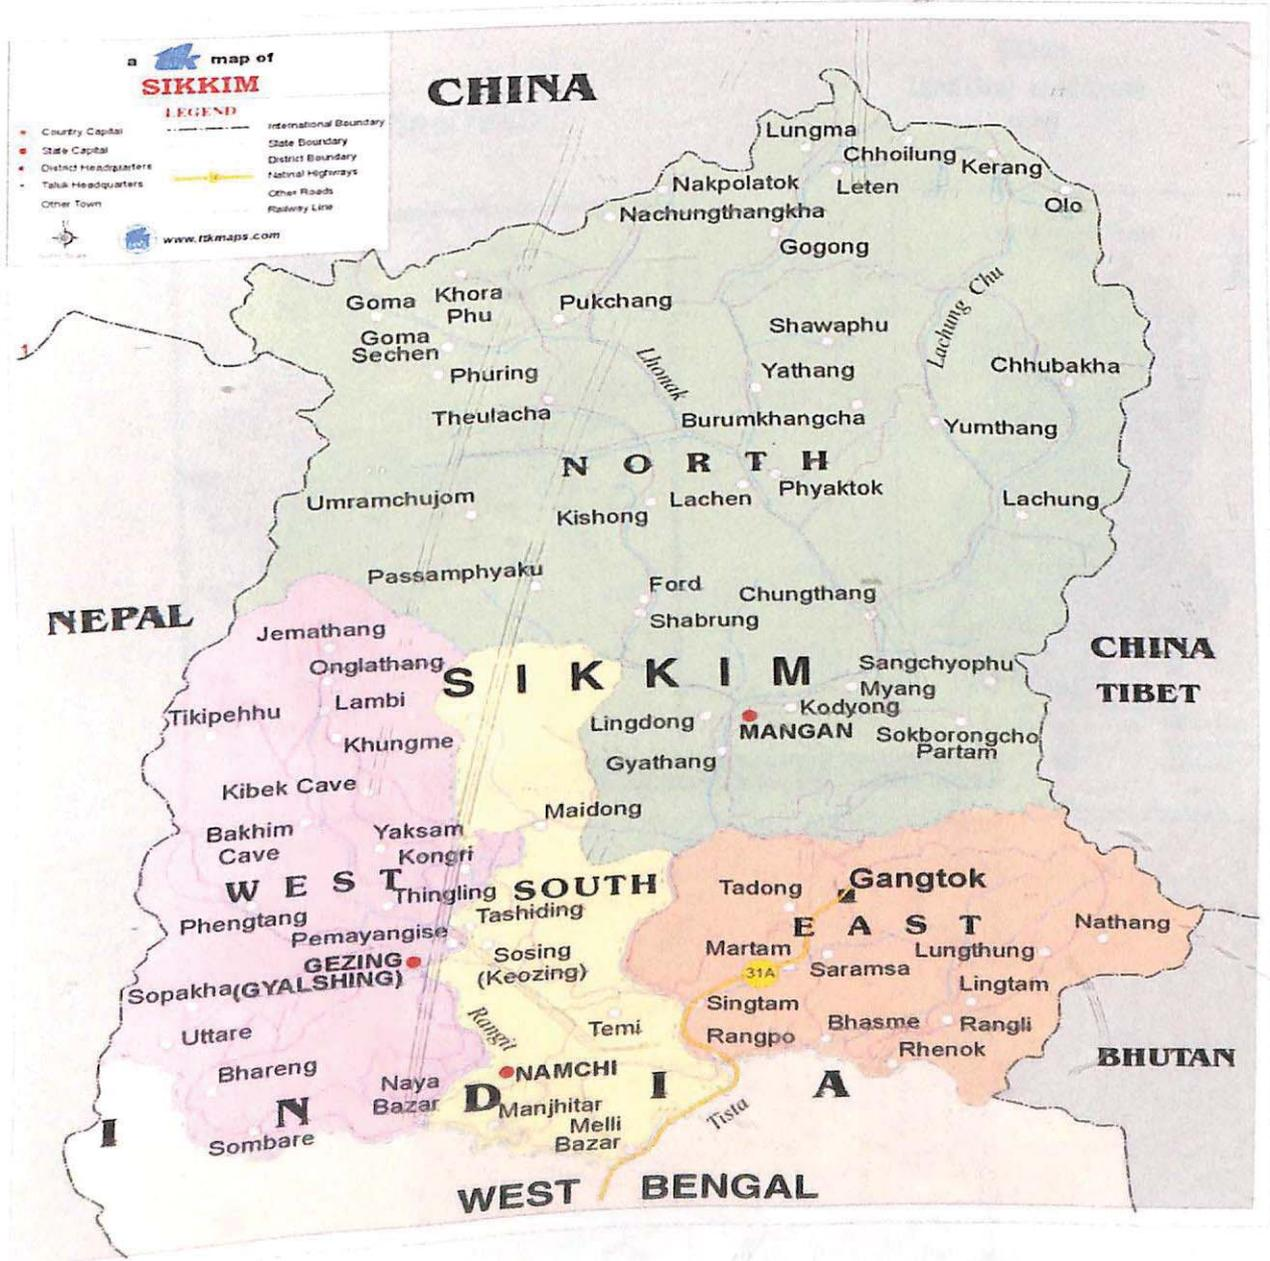 a map of
SIKKIM
LEGEND
Country Capital
State Capital
District Headquarters
Taluk Headquarters
Other Town
International Boundary
State Boundary
District Boundary
Natinal Highways
Other Roads
Railway Line
CHINA
Lungma
Chhoilung
Kerang
Nakpolatok
Leten
Olo
Nachungthangkha
Gogong
Goma
Khora
Phu
Pukchang
Lachung Chu
Goma
Sechen
Shawaphu
Lhonak
Phuring
Yathang
Chhubakha
Theulacha
Burumkhangcha
Yumthang
NORTH
Umramchujom
Lachen
Phyaktok
Lachung
Kishong
Passamphyaku
Ford
Chungthang
Shabrung
NEPAL
Jemathang
CHINA
TIBET
Onglathang
SIKKIM
Sangchyophu
Myang
Lambi
Kodyong
Tikipehhu
Lingdong
MANGAN
Sokborongcho
Partam
Khungme
Gyathang
Kibek Cave
Maidong
Bakhim
Cave
Yaksam
Kongri
WEST
Thingling
SOUTH
Tadong
Gangtok
Phengtang
Tashiding
EAST
Nathang
Pemayangise
Sosing
(Keozing)
Martam
Lungthung
GEZING
(GYALSHING)
31A
Saramsa
Sopakha
Singtam
Lingtam
Uttare
Rangit
Temi
Rangpo
Bhasme
Rangli
Rhenok
Bhareng
NAMCHI
BHUTAN
Naya
Bazar
INDIA
Manjhitar
Melli
Bazar
Tista
Sombare
WEST BENGAL
1